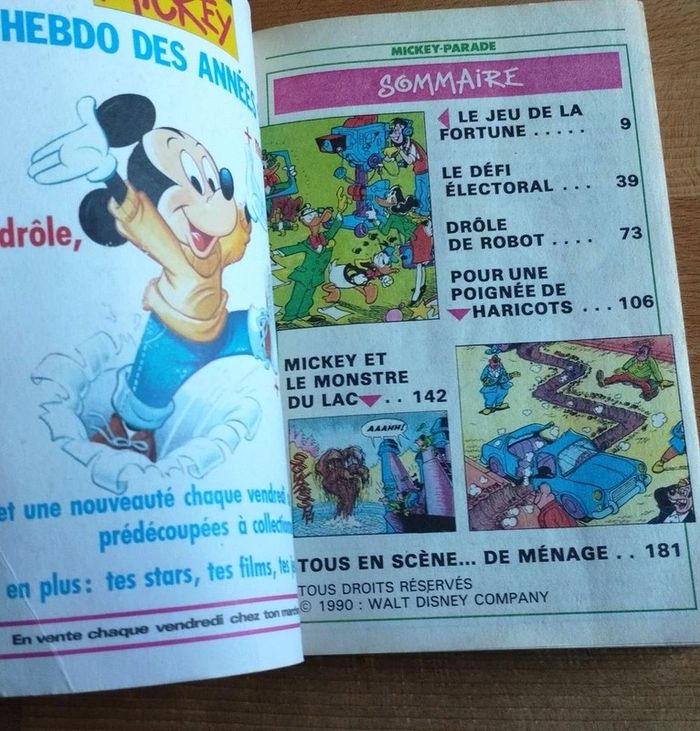 MICKEY
HEBDO DES ANNÉES
drôle,
et une nouveauté chaque vendredi
prédécoupées à collection
en plus: tes stars, tes films, tes
En vente chaque vendredi chez ton
MICKEY-PARADE
SOMMAIRE
LE JEU DE LA
FORTUNE ..... 9
LE DÉFI
ÉLECTORAL ... 39
DRÔLE
DE ROBOT .... 73
POUR UNE
POIGNÉE DE
HARICOTS ... 106
MICKEY ET
LE MONSTRE
DU LAC .. 142
AAAHH!
TOUS EN SCÈNE... DE MÉNAGE .. 181
TOUS DROITS RÉSERVÉS
© 1990 : WALT DISNEY COMPANY